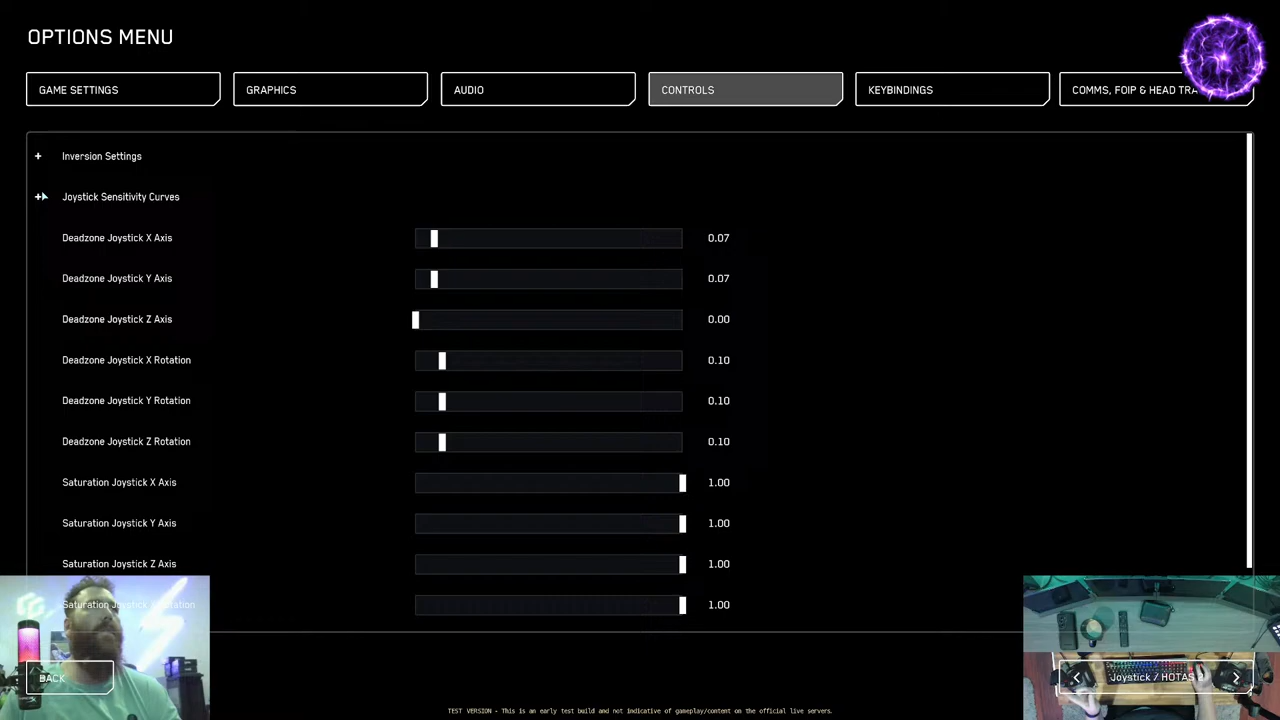 OPTIONS MENU
GAME SETTINGS
GRAPHICS
AUDIO
CONTROLS
KEYBINDINGS
COMMS, FOIP & HEAD TRA
+ Inversion Settings
+ Joystick Sensitivity Curves
Deadzone Joystick X Axis 0.07
Deadzone Joystick Y Axis 0.07
Deadzone Joystick Z Axis 0.00
Deadzone Joystick X Rotation 0.10
Deadzone Joystick Y Rotation 0.10
Deadzone Joystick Z Rotation 0.10
Saturation Joystick X Axis 1.00
Saturation Joystick Y Axis 1.00
Saturation Joystick Z Axis 1.00
Saturation Joystick Rotation 1.00
BACK
Joystick / HOTAS
TEST VERSION - This is an early test build and not indicative of gameplay/content on the official live servers.